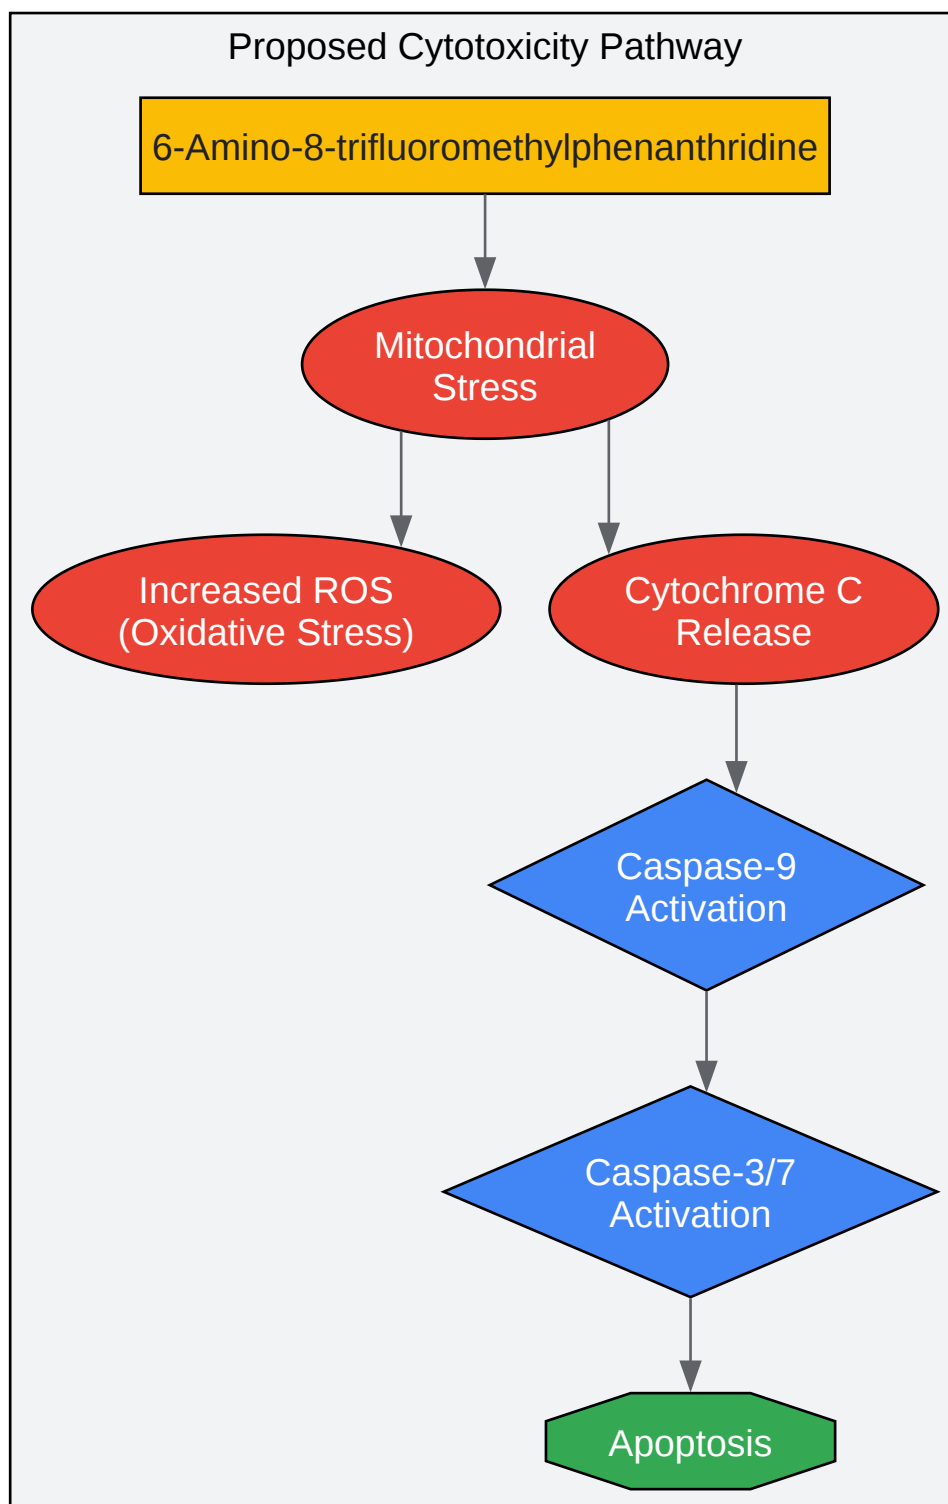 Proposed Cytotoxicity Pathway
6-Amino-8-trifluoromethylphenanthridine
Mitochondrial
Stress
Increased ROS
(Oxidative Stress)
Cytochrome C
Release
Caspase-9
Activation
Caspase-3/7
Activation
Apoptosis